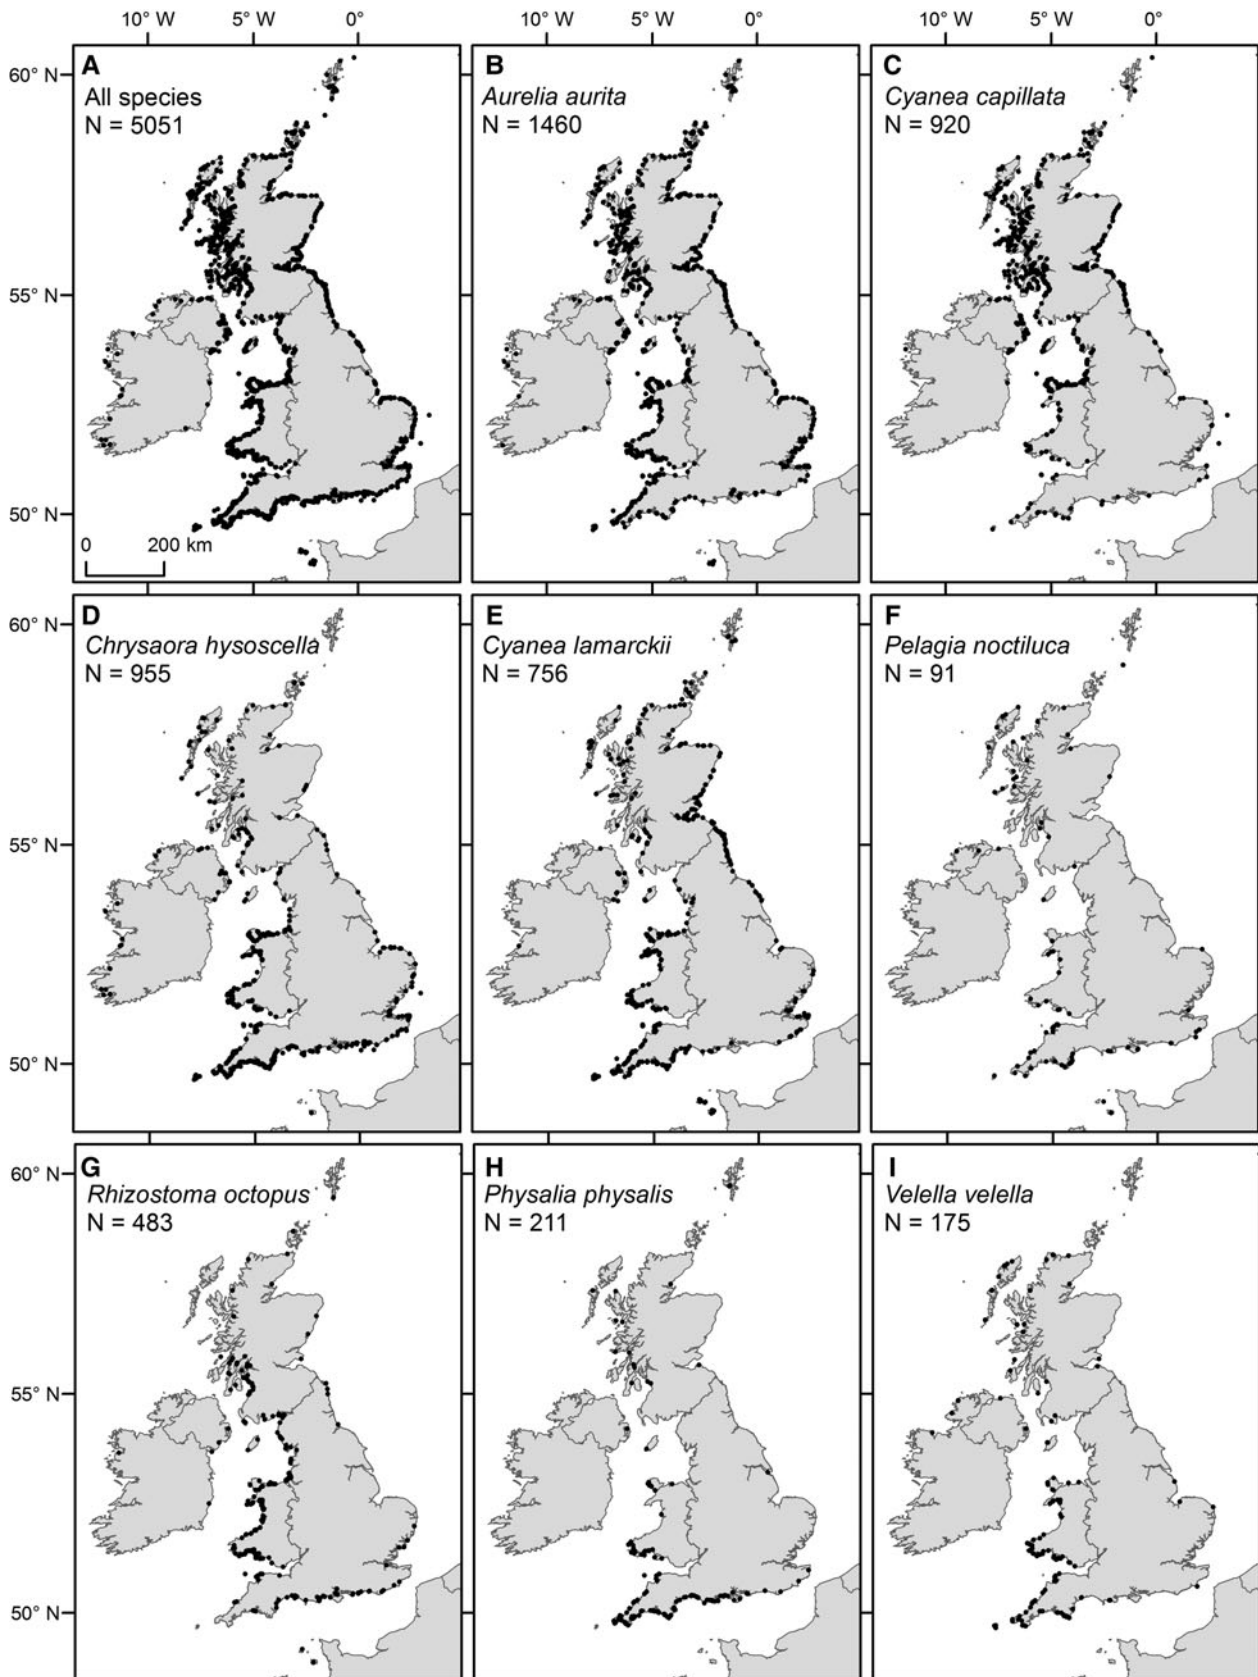 10° W 5° W 0° 10° W 5° W 0° 10° W 5° W 0°
60° N
55° N
50° N
A
All species
N = 5051
0 200 km
B
Aurelia aurita
N = 1460
C
Cyanea capillata
N = 920
60° N
55° N
50° N
D
Chrysaora hysoscella
N = 955
E
Cyanea lamarckii
N = 756
F
Pelagia noctiluca
N = 91
60° N
55° N
50° N
G
Rhizostoma octopus
N = 483
H
Physalia physalis
N = 211
I
Velella velella
N = 175